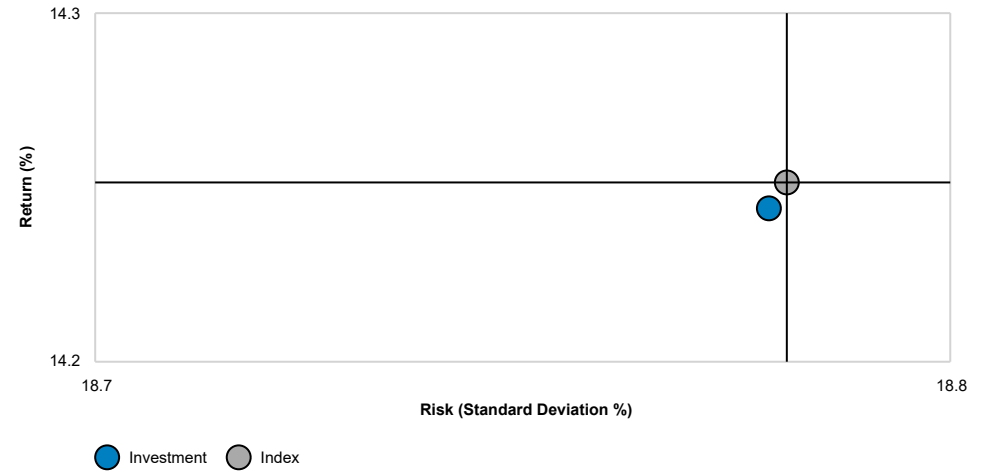 14.3
Return (%)
14.2
18.7
18.8
Risk (Standard Deviation %)
Investment
Index